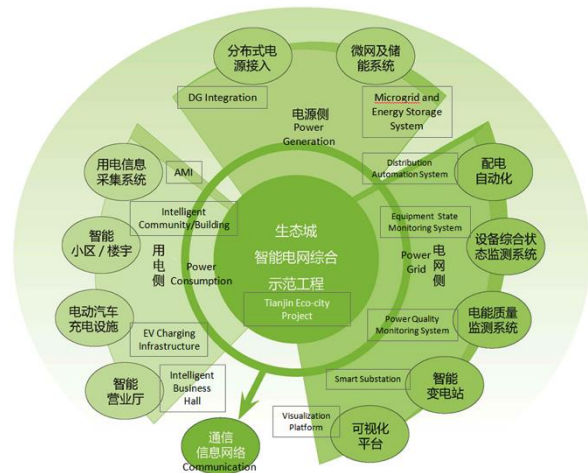 分布式电
源接入
DG Integration
微网及储
能系统
Microgrid and
Energy Storage
System
电源侧
Power
Generation
用电信息
采集系统
AMI
Distribution
Automation System
配电
自动化
Intelligent
Community/Building
智能
小区 / 楼宇
Equipment State
Monitoring System
设备综合状
态监测系统
用电侧
Power
Consumption
生态城
智能电网综合
示范工程
Tianjin Eco-city
Project
Power
Grid
电网侧
电动汽车
充电设施
EV Charging
Infrastructure
Power Quality
Monitoring System
电能质量
监测系统
智能
营业厅
Intelligent
Business
Hall
Smart Substation
智能
变电站
通信
信息网络
Communication
Visualization
Platform
可视化
平台